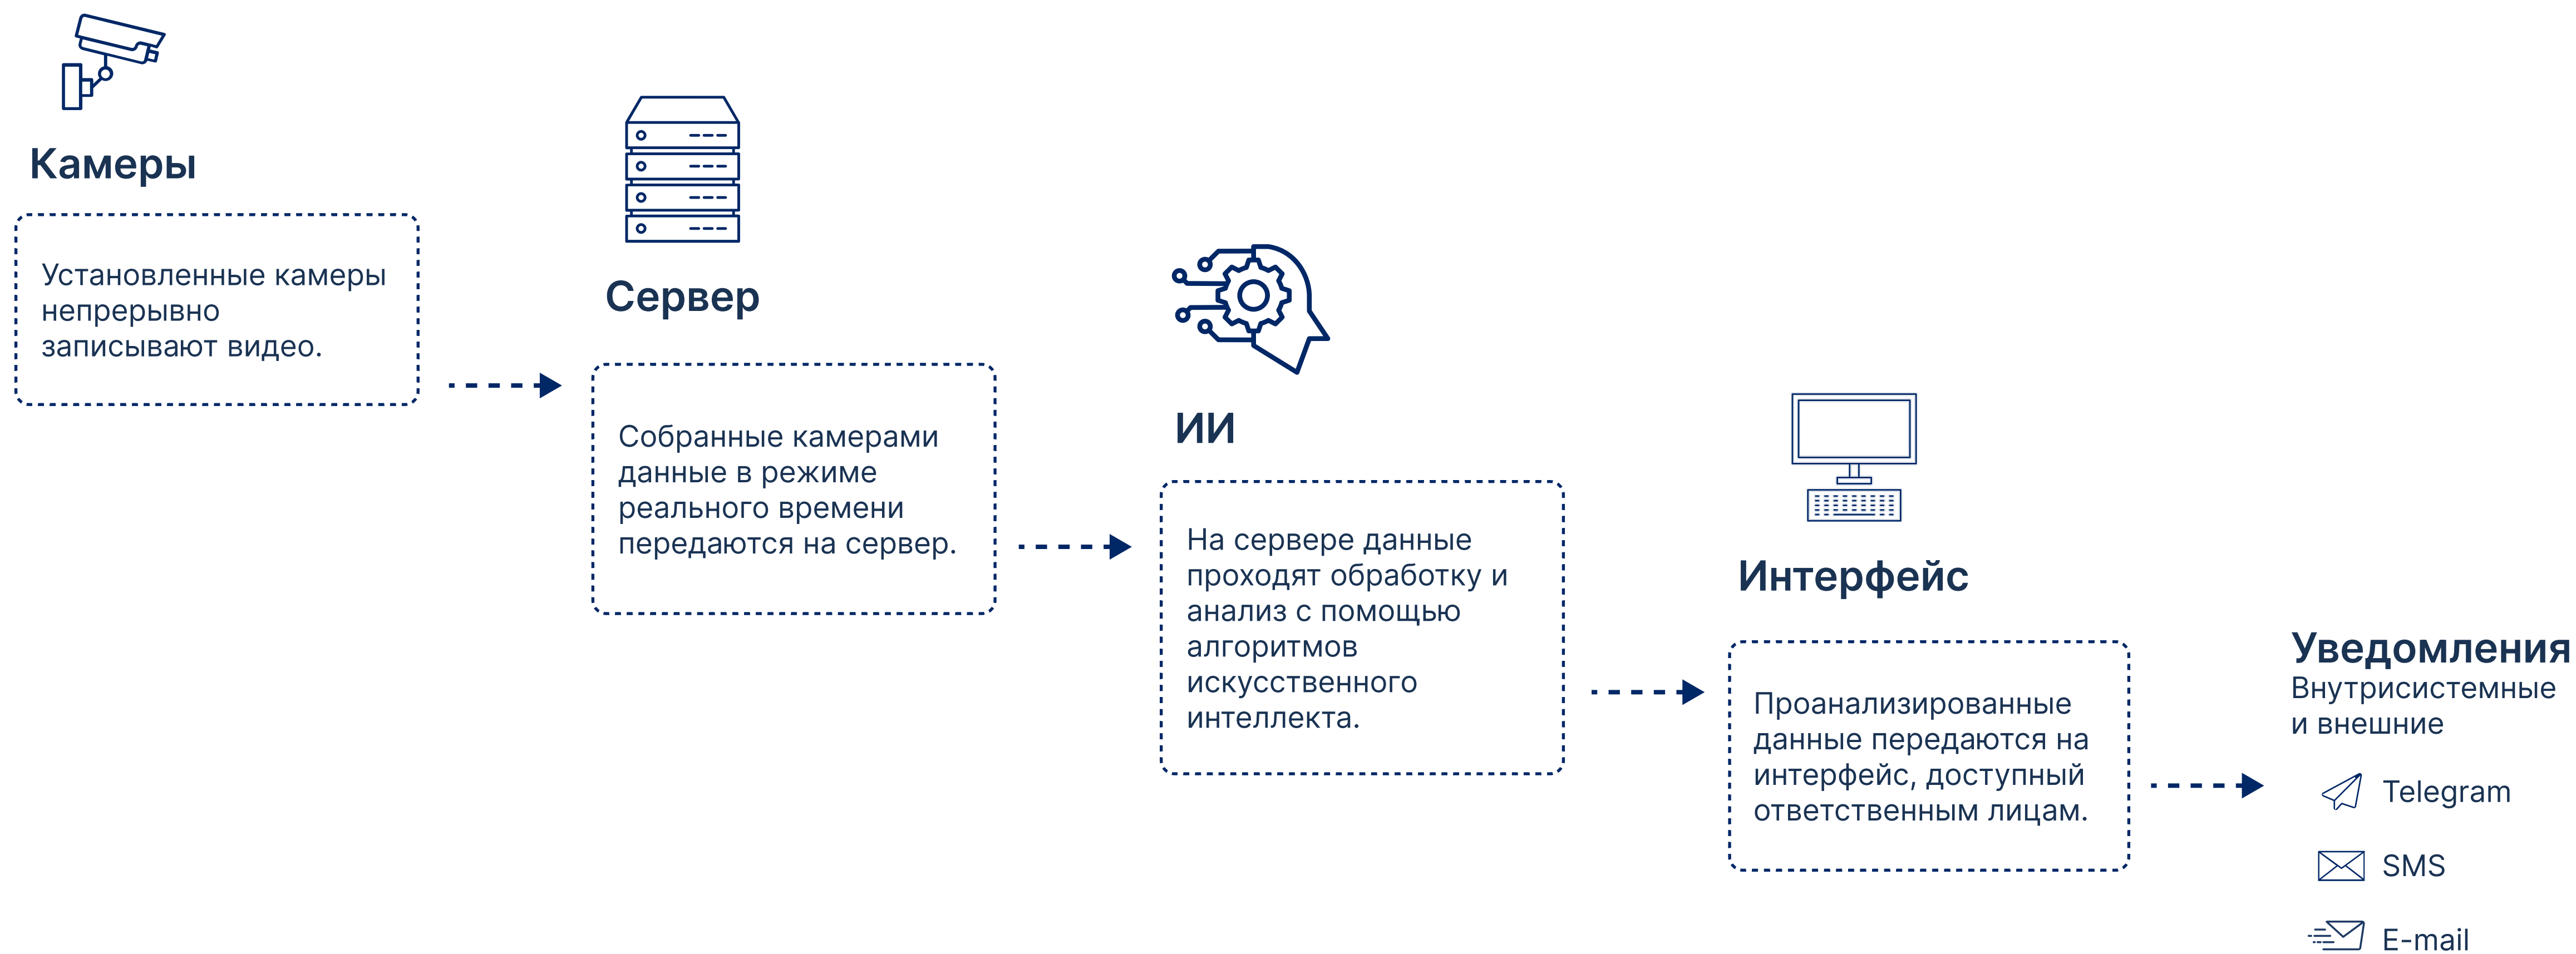 Камеры
Установленные камеры
непрерывно
записывают видео.
Сервер
Собранные камерами
данные в режиме
реального времени
передаются на сервер.
ИИ
На сервере данные
проходят обработку и
анализ с помощью
алгоритмов
искусственного
интеллекта.
Интерфейс
Проанализированные
данные передаются на
интерфейс, доступный
ответственным лицам.
Уведомления
Внутрисистемные
и внешние
Telegram
SMS
E-mail